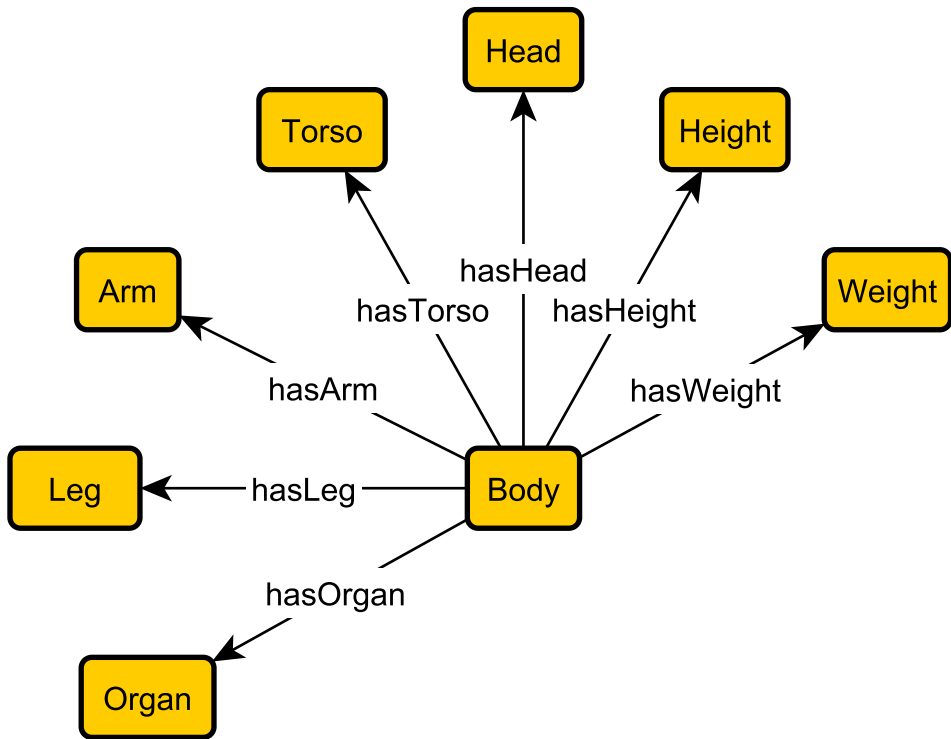 Head
Torso
Height
hasHead
Arm
Weight
hasTorso
hasHeight
hasArm
hasWeight
Leg
hasLeg
Body
hasOrgan
Organ